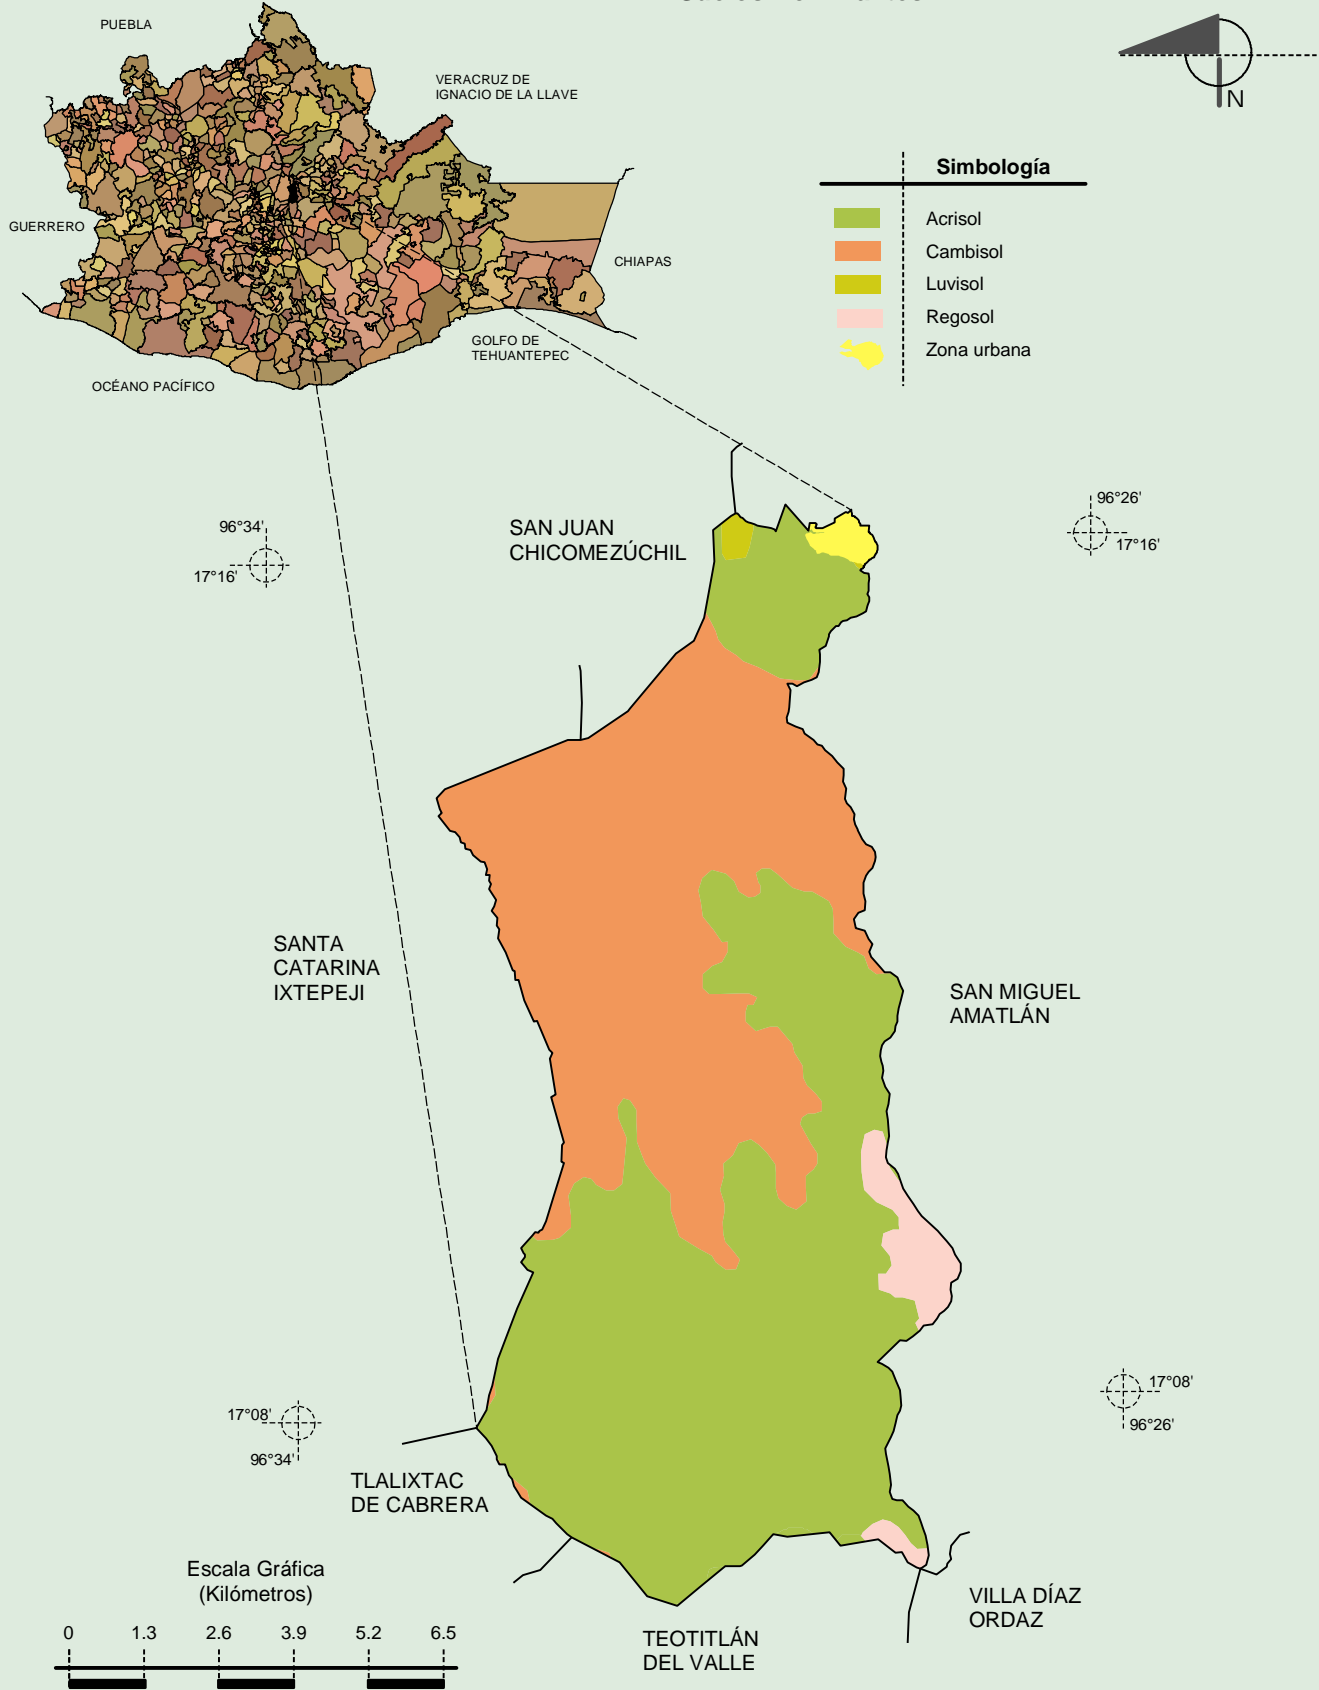 PUEBLA
VERACRUZ DE
IGNACIO DE LA LLAVE
N
Simbología
Acrisol
Cambisol
Luvisol
Regosol
Zona urbana
GUERRERO
CHIAPAS
GOLFO DE
TEHUANTEPEC
OCÉANO PACÍFICO
96°34'
17°16'
SAN JUAN
CHICOMEZÚCHIL
96°26'
17°16'
SANTA
CATARINA
IXTEPEJI
SAN MIGUEL
AMATLÁN
17°08'
96°34'
17°08'
96°26'
TLALIXTAC
DE CABRERA
VILLA DÍAZ
ORDAZ
TEOTITLÁN
DEL VALLE
Escala Gráfica
(Kilómetros)
0 1.3 2.6 3.9 5.2 6.5